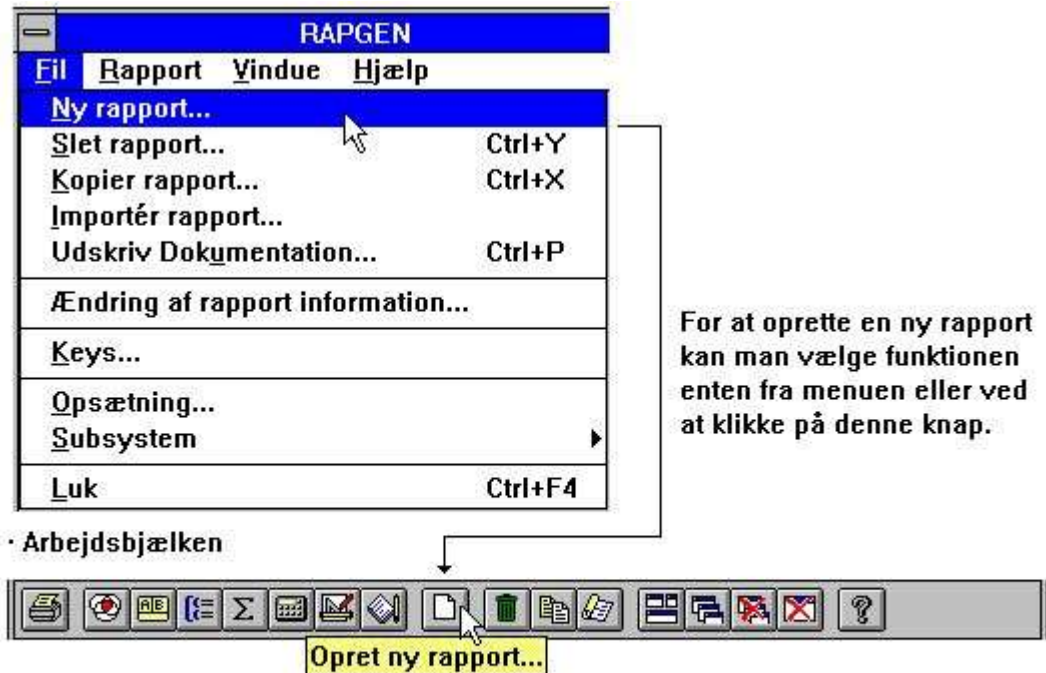 RAPGEN
Fil Rapport Vindue Hjælp
Ny rapport...
Slet rapport... Ctrl+Y
Kopier rapport... Ctrl+X
Importér rapport...
Udskriv Dokumentation... Ctrl+P
Ændring af rapport information...
Keys...
Opsætning...
Subsystem
Luk Ctrl+F4
For at oprette en ny rapport
kan man vælge funktionen
enten fra menuen eller ved
at klikke på denne knap.
· Arbejdsbjælken
AB Σ ?
Opret ny rapport...